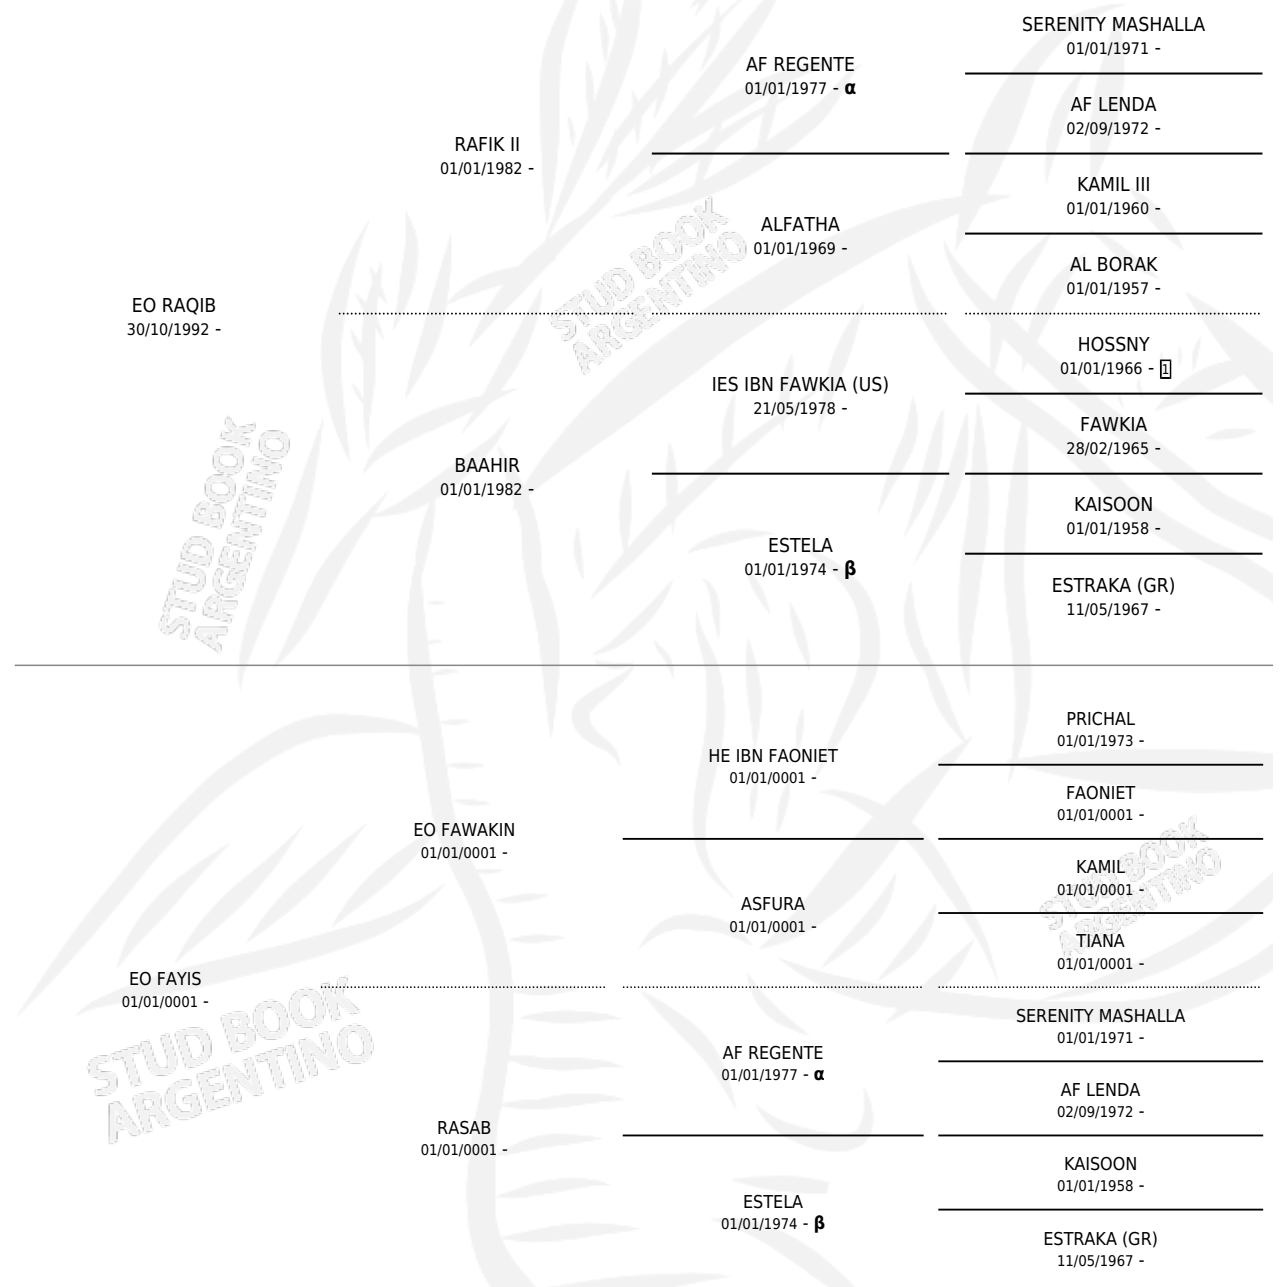 SERENITY MASHALLA
01/01/1971 -
AF REGENTE
01/01/1977 - α
AF LENDA
02/09/1972 -
RAFIK II
01/01/1982 -
KAMIL III
01/01/1960 -
ALFATHA
01/01/1969 -
AL BORAK
01/01/1957 -
EO RAQIB
30/10/1992 -
HOSSNY
01/01/1966 - 1
IES IBN FAWKIA (US)
21/05/1978 -
FAWKIA
28/02/1965 -
BAAHIR
01/01/1982 -
KAISOON
01/01/1958 -
ESTELA
01/01/1974 - β
ESTRAKA (GR)
11/05/1967 -
STUD BOOK
ARGENTINO
STUD BOOK
ARGENTINO
PRICHAL
01/01/1973 -
HE IBN FAONIET
01/01/0001 -
FAONIET
01/01/0001 -
EO FAWAKIN
01/01/0001 -
KAMIL
01/01/0001 -
ASFURA
01/01/0001 -
TIANA
01/01/0001 -
EO FAYIS
01/01/0001 -
SERENITY MASHALLA
01/01/1971 -
AF REGENTE
01/01/1977 - α
AF LENDA
02/09/1972 -
RASAB
01/01/0001 -
KAISOON
01/01/1958 -
ESTELA
01/01/1974 - β
ESTRAKA (GR)
11/05/1967 -
STUD BOOK
ARGENTINO
STUD BOOK
ARGENTINO